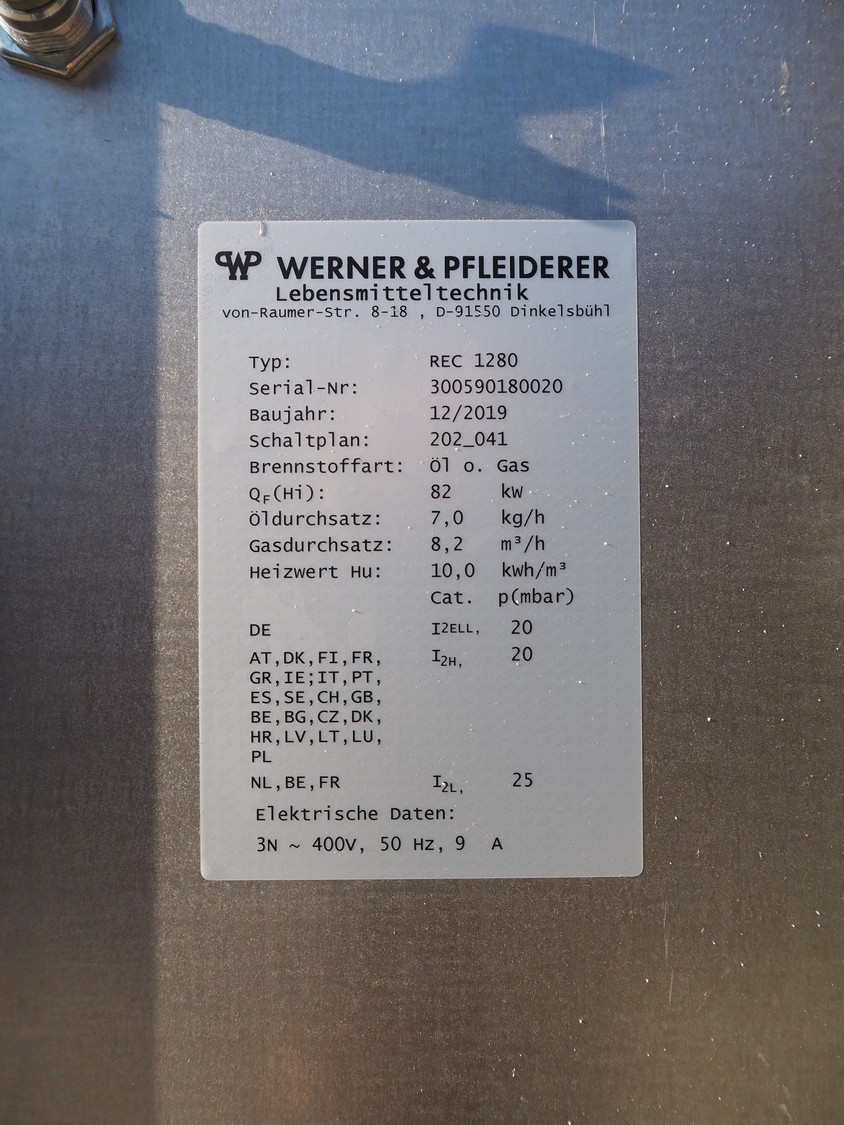 WP WERNER & PFLEIDERER
Lebensmitteltechnik
von-Raumer-Str. 8-18 , D-91550 Dinkelsbühl
Typ: REC 1280
Serial-Nr: 300590180020
Baujahr: 12/2019
Schaltplan: 202_041
Brennstoffart: Öl o. Gas
QF(Hi): 82 kW
Öldurchsatz: 7,0 kg/h
Gasdurchsatz: 8,2 m³/h
Heizwert Hu: 10,0 kWh/m³
Cat. p(mbar)
DE I2ELL, 20
AT,DK,FI,FR, I2H, 20
GR,IE;IT,PT,
ES,SE,CH,GB,
BE,BG,CZ,DK,
HR,LV,LT,LU,
PL
NL,BE,FR I2L, 25
Elektrische Daten:
3N ~ 400V, 50 Hz, 9 A